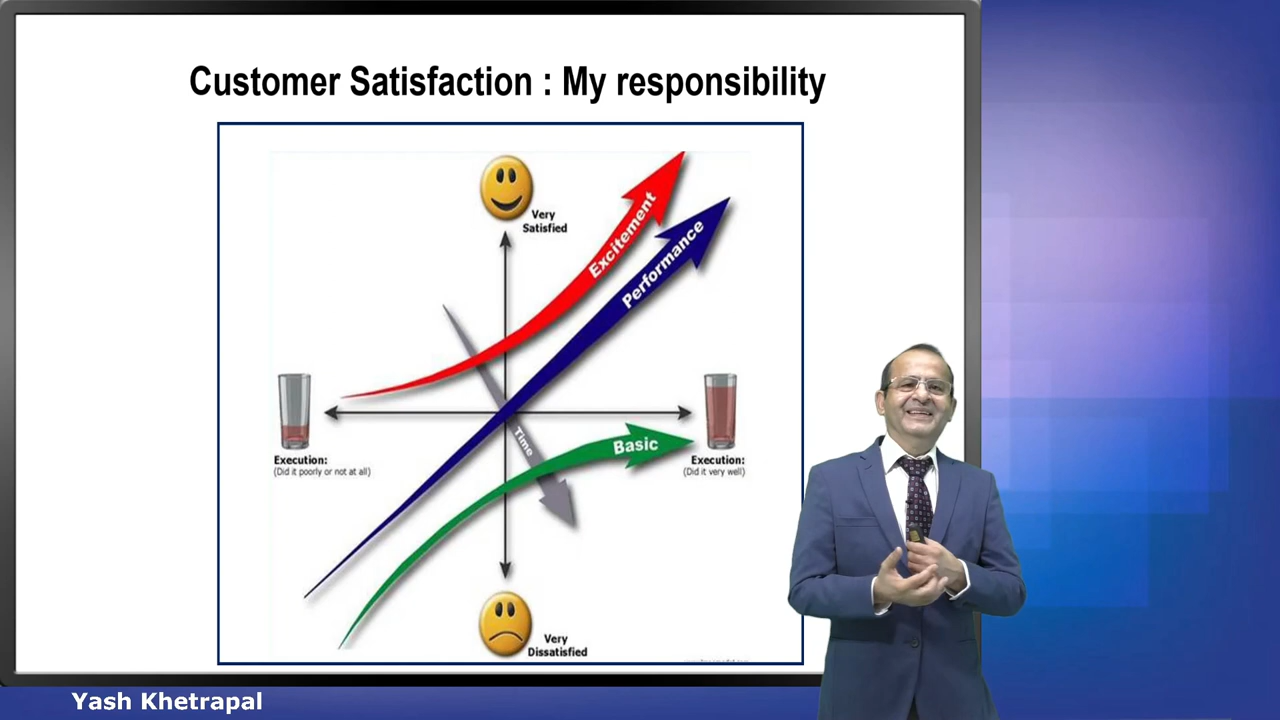 Customer Satisfaction : My responsibility
Very
Satisfied
Excitement
Performance
Time
Basic
Execution:
(Did it poorly or not at all)
Execution:
(Did it very well)
Very
Dissatisfied
Yash Khetrapal